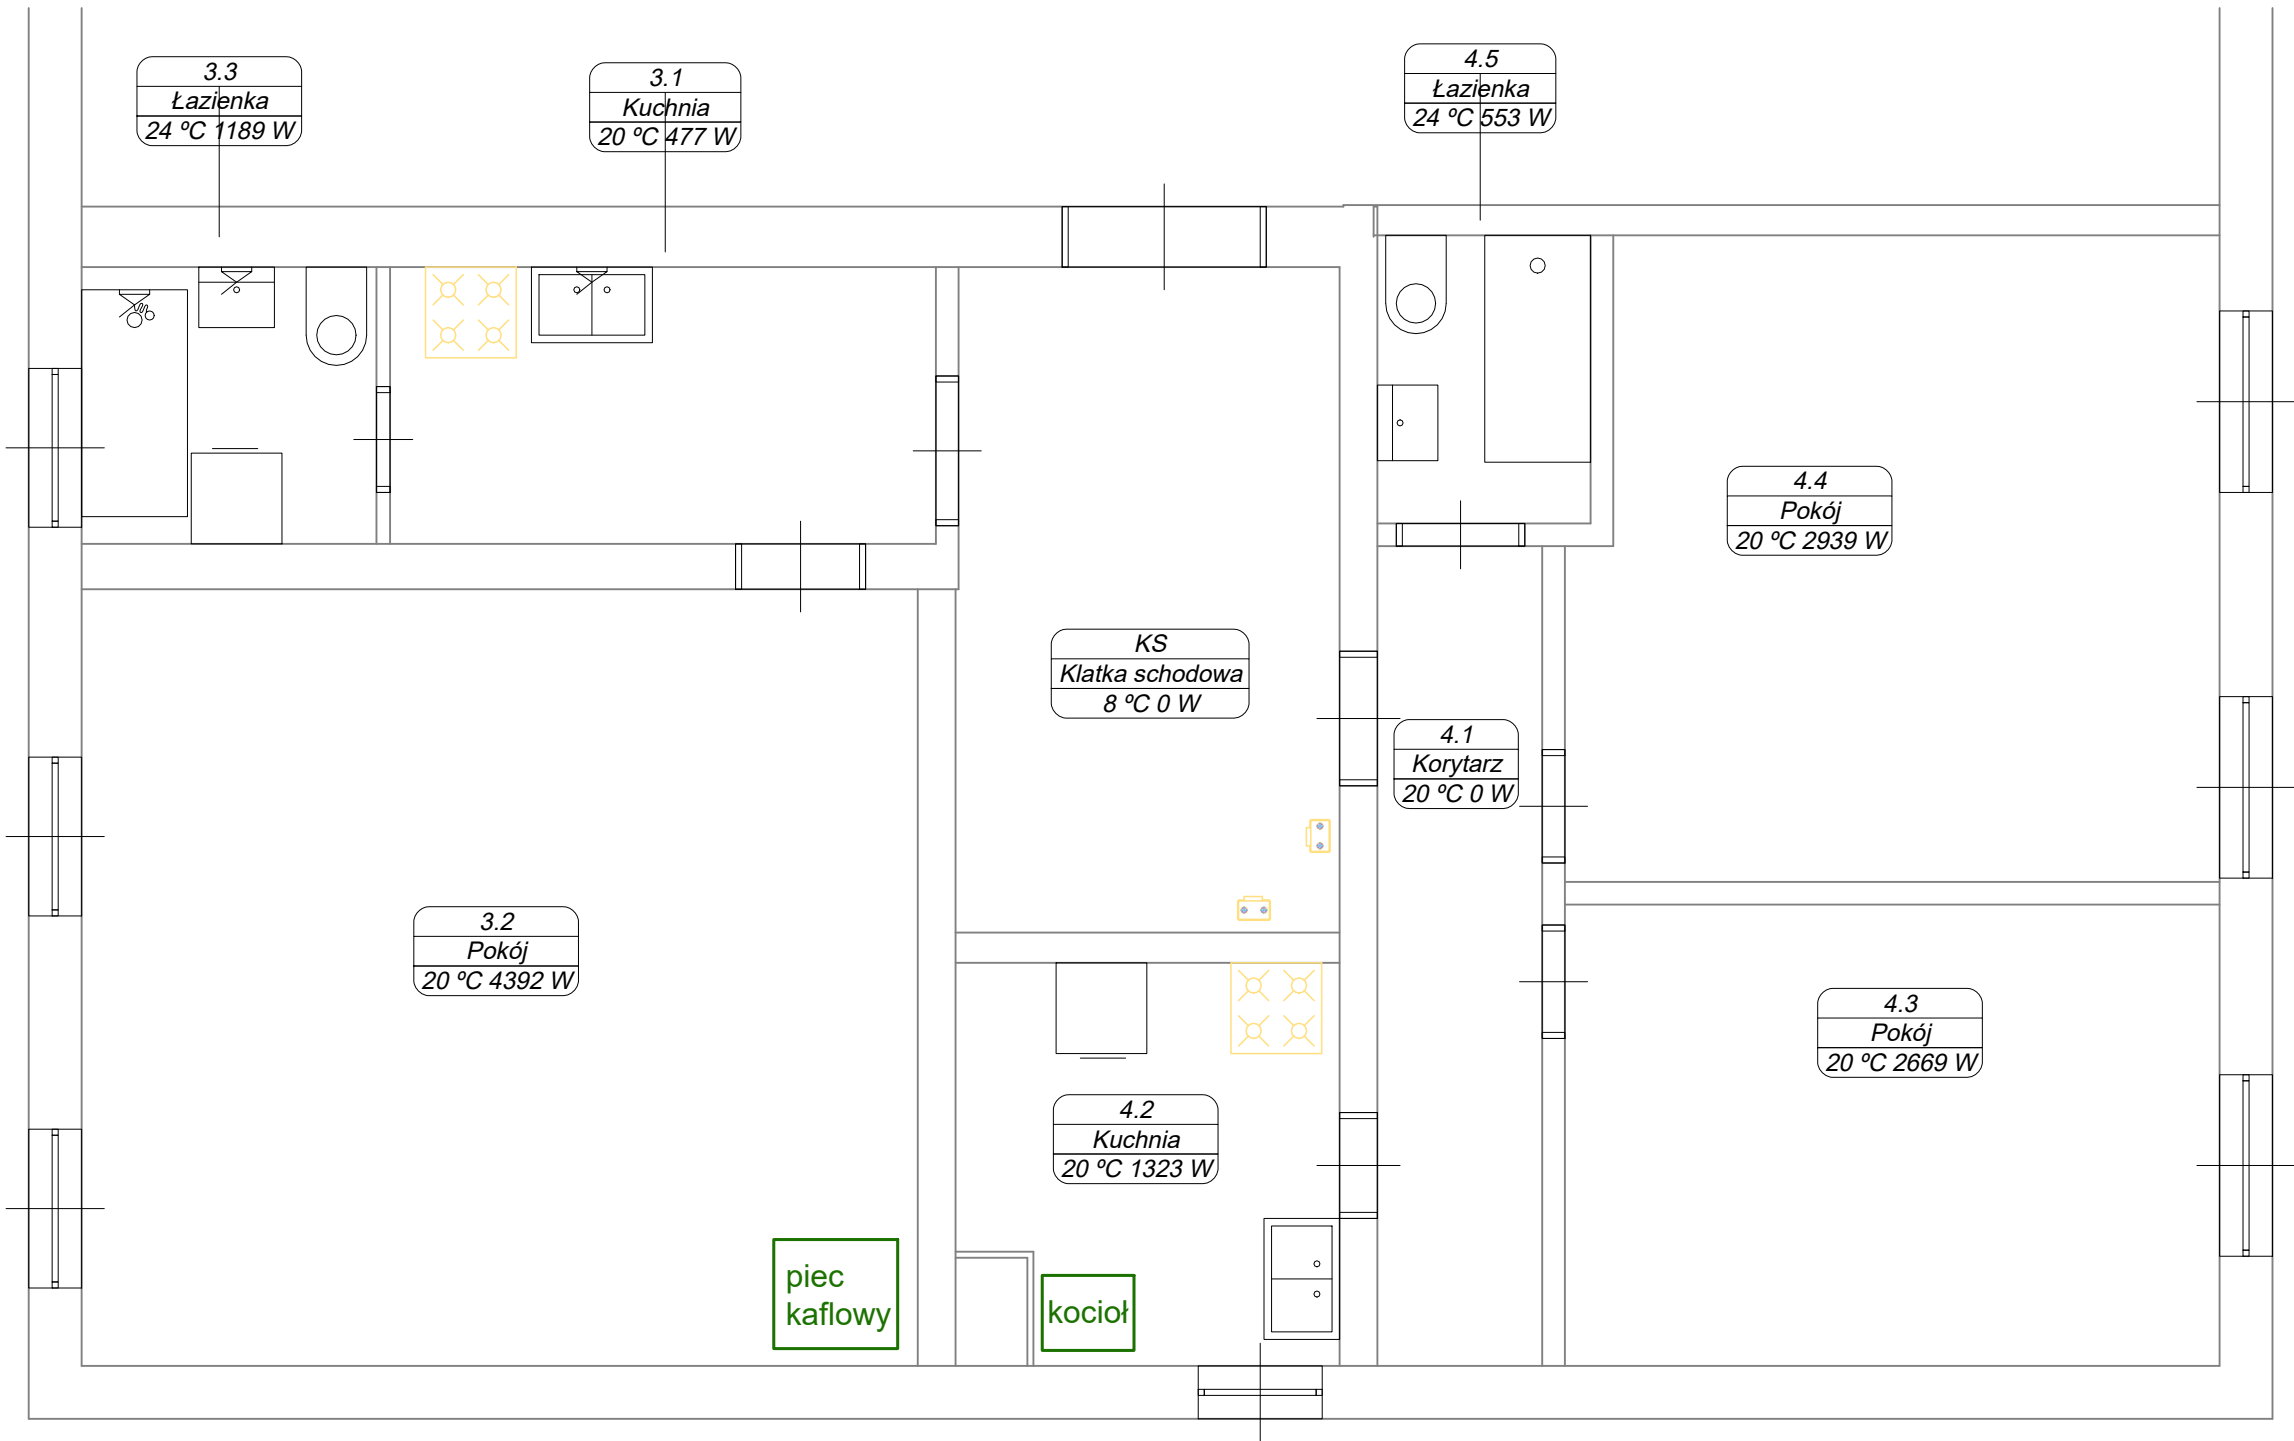 3.3
Łazienka
24 ºC 1189 W
3.1
Kuchnia
20 ºC 477 W
4.5
Łazienka
24 ºC 553 W
4.4
Pokój
20 ºC 2939 W
KS
Klatka schodowa
8 ºC 0 W
4.1
Korytarz
20 ºC 0 W
3.2
Pokój
20 ºC 4392 W
4.3
Pokój
20 ºC 2669 W
4.2
Kuchnia
20 ºC 1323 W
piec
kaflowy
kocioł